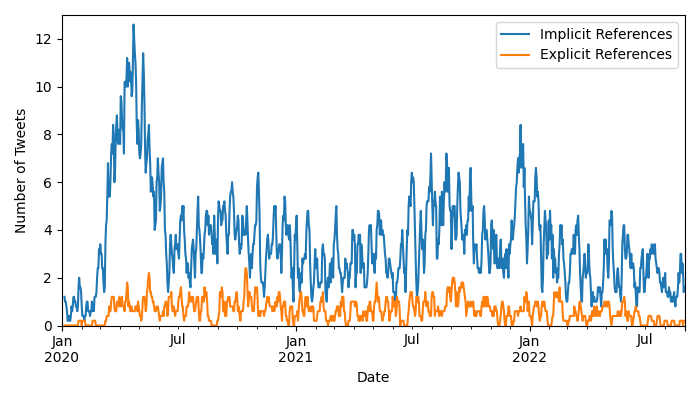 Implicit References
Explicit References
Number of Tweets
12
10
8
6
4
2
0
Jan
2020
Jul
Jan
2021
Jul
Jan
2022
Jul
Date